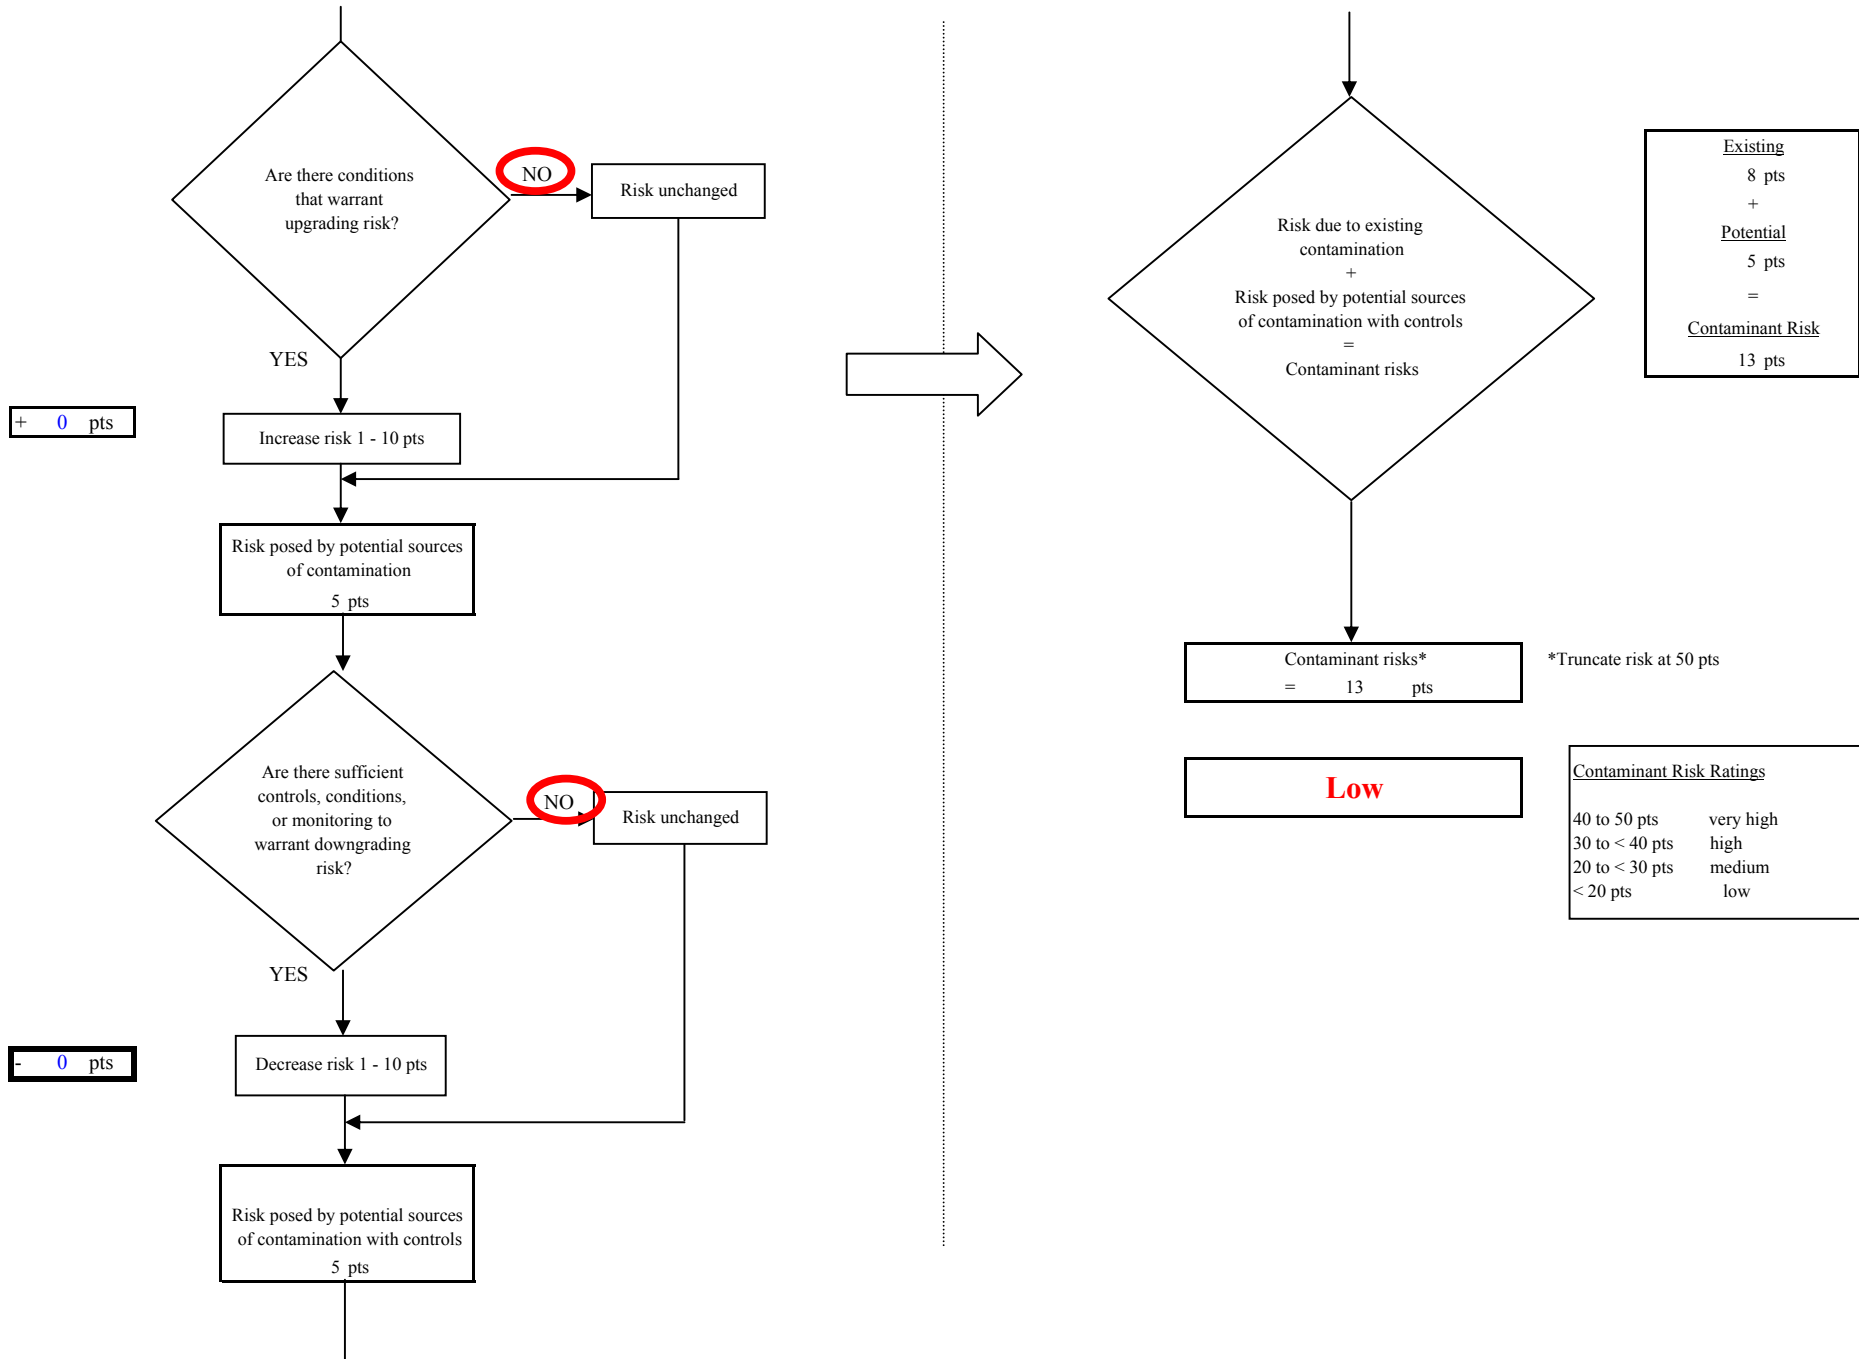 Are there conditions
that warrant
upgrading risk?
NO
Risk unchanged
YES
+ 0 pts
Increase risk 1 - 10 pts
Risk posed by potential sources
of contamination
5 pts
Are there sufficient
controls, conditions,
or monitoring to
warrant downgrading
risk?
NO
Risk unchanged
YES
- 0 pts
Decrease risk 1 - 10 pts
Risk posed by potential sources
of contamination with controls
5 pts
Risk due to existing
contamination
+
Risk posed by potential sources
of contamination with controls
=
Contaminant risks
Existing
8 pts
+
Potential
5 pts
=
Contaminant Risk
13 pts
Contaminant risks*
= 13 pts
*Truncate risk at 50 pts
Low
Contaminant Risk Ratings
40 to 50 pts very high
30 to < 40 pts high
20 to < 30 pts medium
< 20 pts low